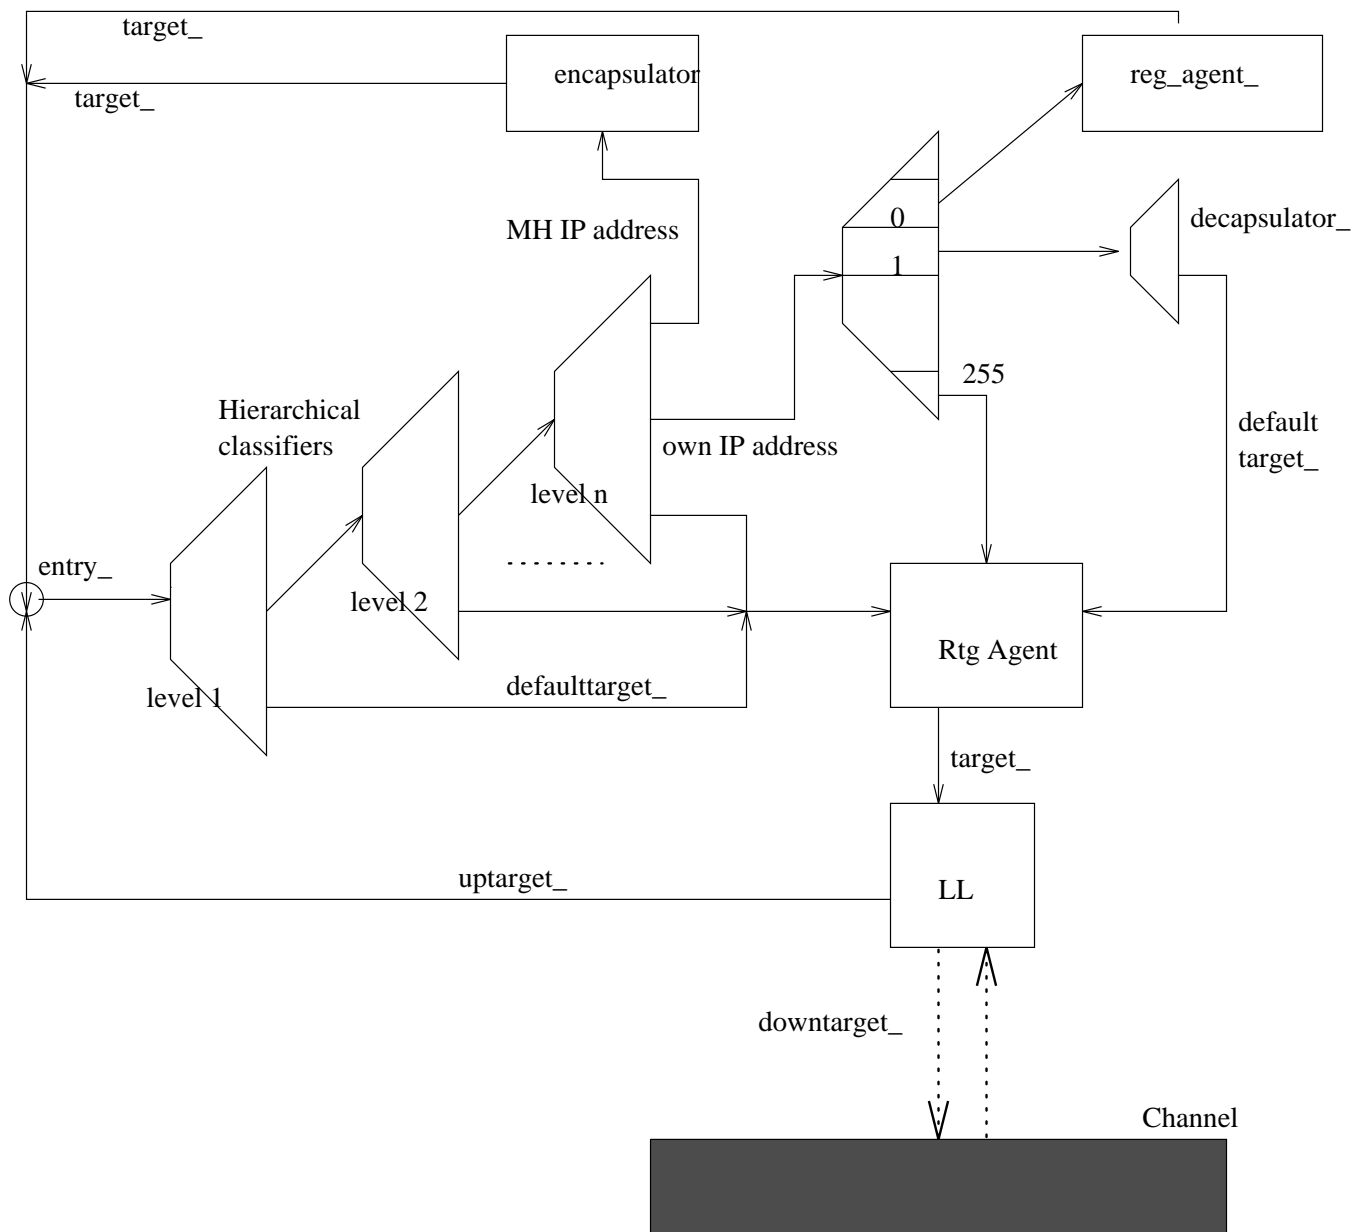 target_
encapsulator
reg_agent_
target_
MH IP address
0
decapsulator_
1
255
Hierarchical
classifiers
own IP address
default
target_
level n
entry_
level 2
Rtg Agent
level 1
defaulttarget_
target_
uptarget_
LL
downtarget_
Channel